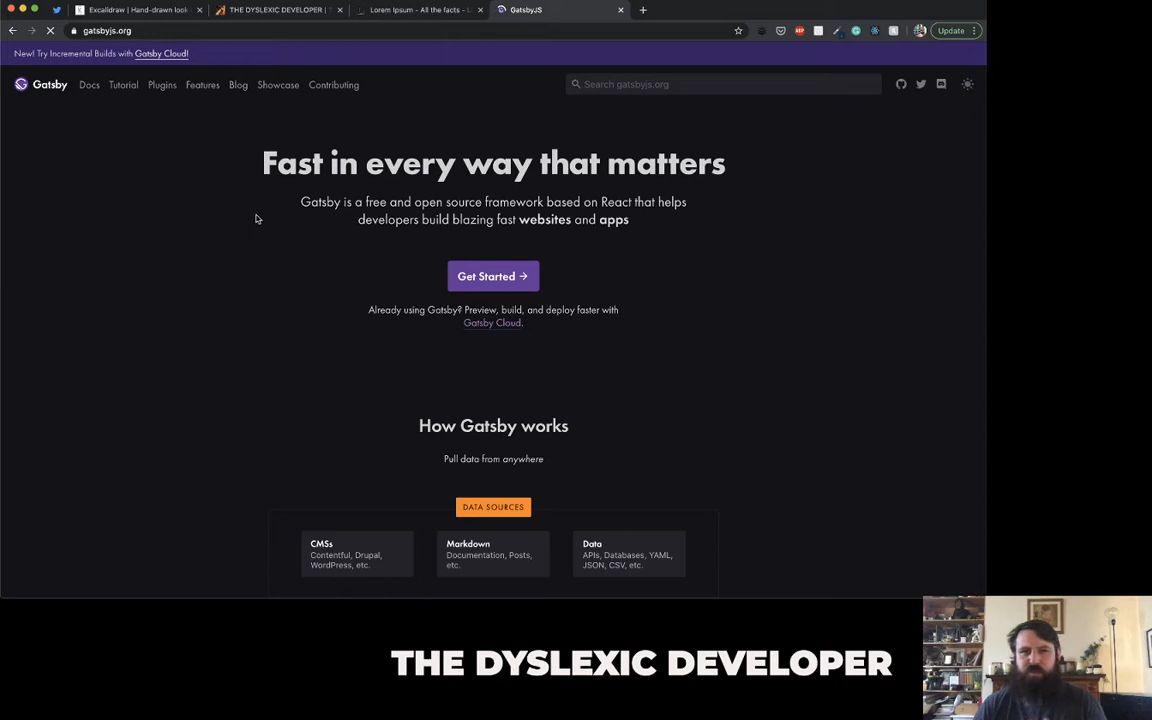 Excalidraw | Hand-drawn look
THE DYSLEXIC DEVELOPER |
Lorem Ipsum - All the facts - L
GatsbyJS
gatsbyjs.org
Update
New! Try Incremental Builds with Gatsby Cloud!
Gatsby Docs Tutorial Plugins Features Blog Showcase Contributing
Search gatsbyjs.org
Fast in every way that matters
Gatsby is a free and open source framework based on React that helps
developers build blazing fast websites and apps
Get Started →
Already using Gatsby? Preview, build, and deploy faster with
Gatsby Cloud.
How Gatsby works
Pull data from anywhere
DATA SOURCES
CMSs
Contentful, Drupal,
WordPress, etc.
Markdown
Documentation, Posts,
etc.
Data
APIs, Databases, YAML,
JSON, CSV, etc.
THE DYSLEXIC DEVELOPER